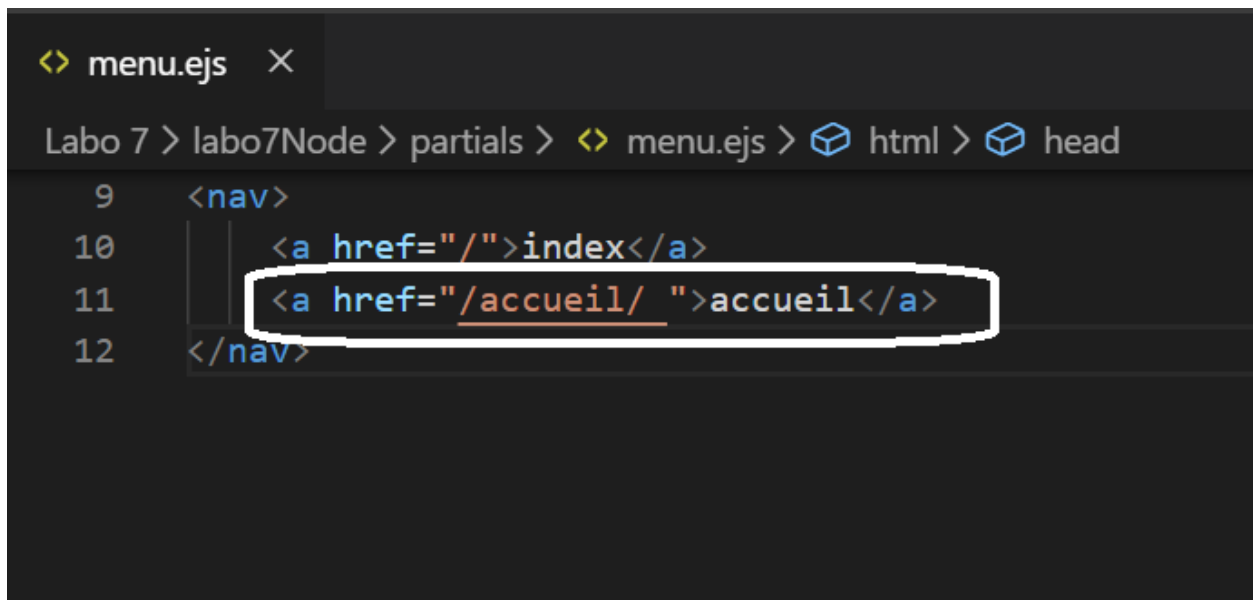 menu.ejs
Labo 7 > labo7Node > partials > menu.ejs > html > head
9 <nav>
10 <a href="/">index</a>
11 <a href="/accueil/ ">accueil</a>
12 </nav>